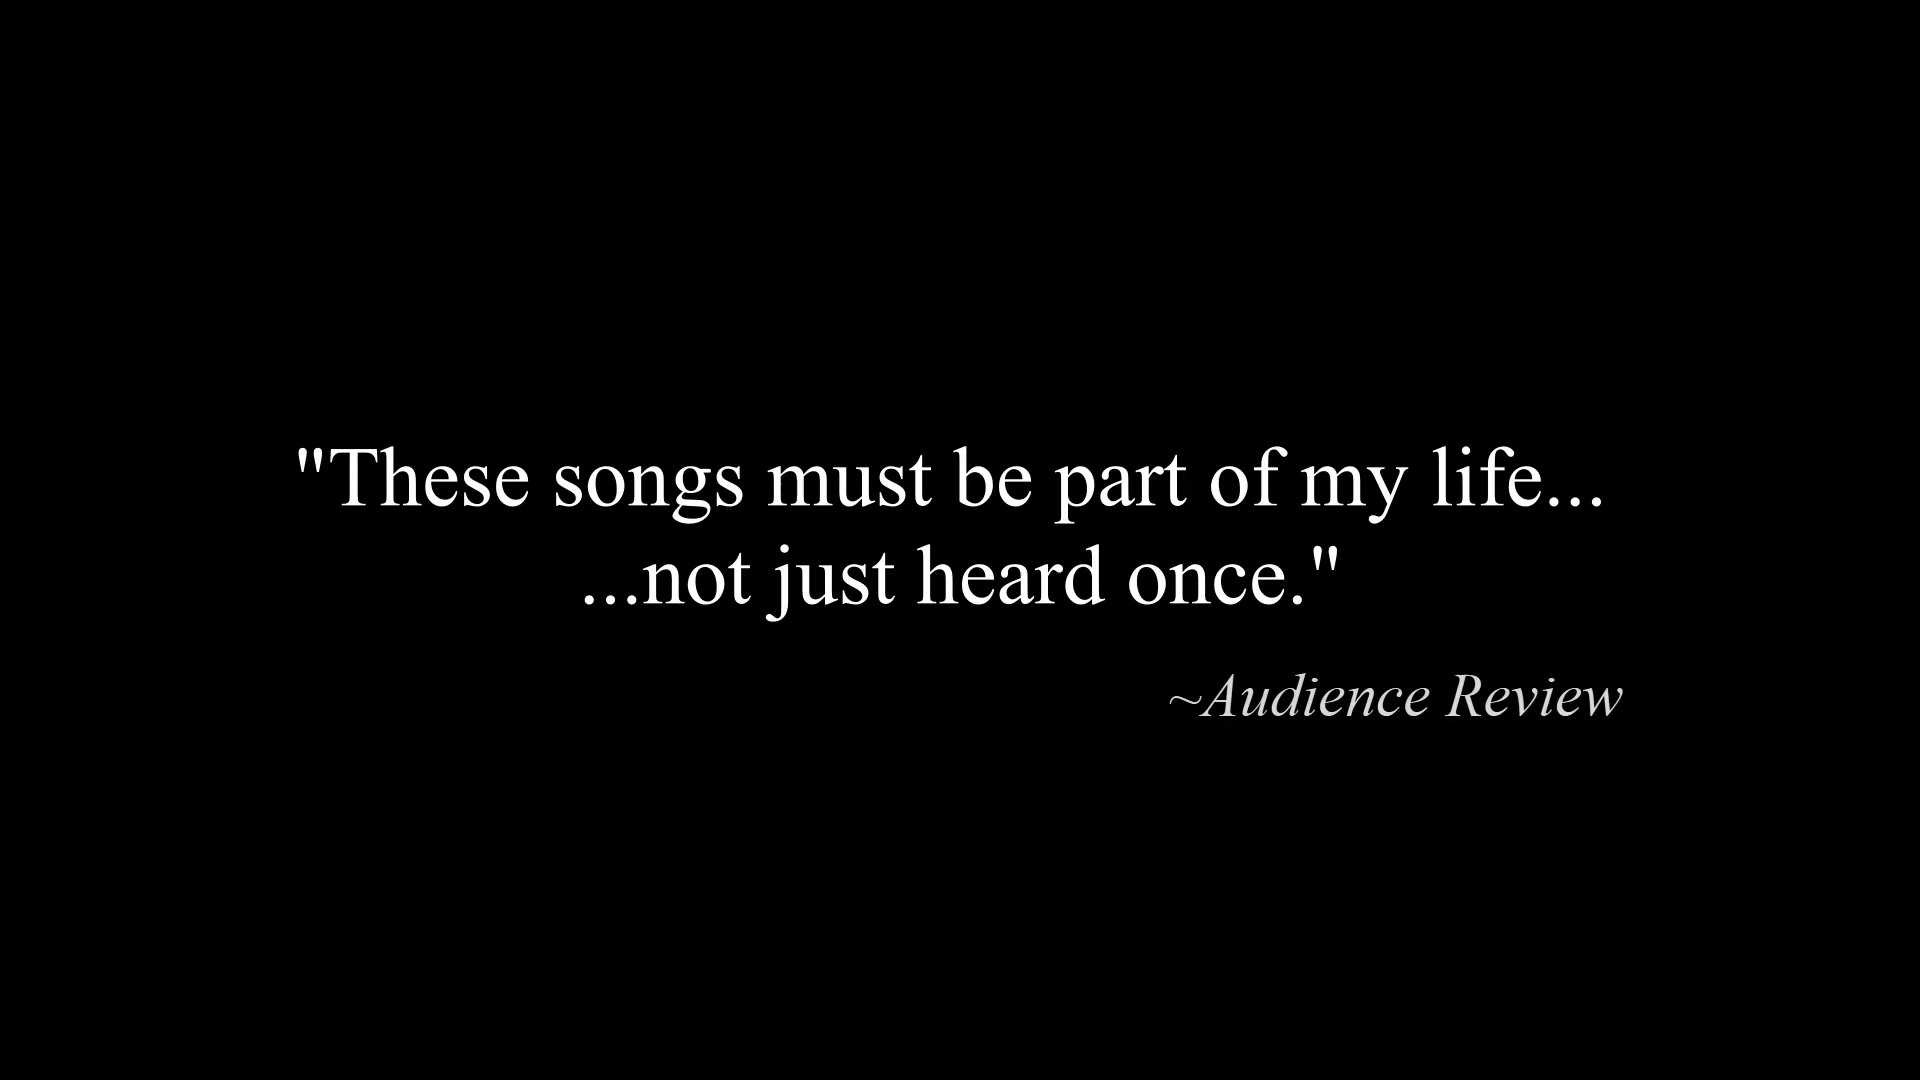 "These songs must be part of my life...
...not just heard once."
~Audience Review